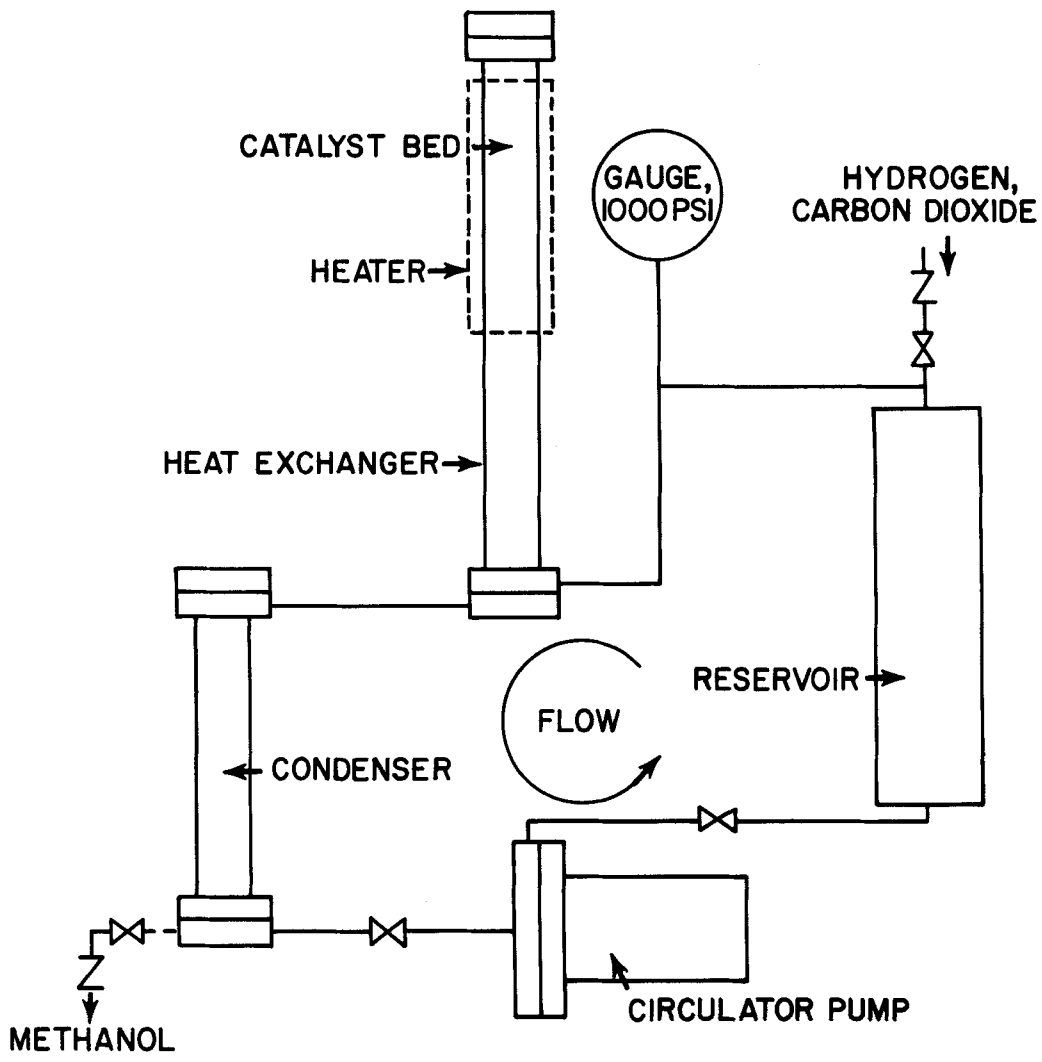 CATALYST BED
GAUGE,
1000 PSI
HYDROGEN,
CARBON DIOXIDE
HEATER
HEAT EXCHANGER
RESERVOIR
FLOW
CONDENSER
CIRCULATOR PUMP
METHANOL